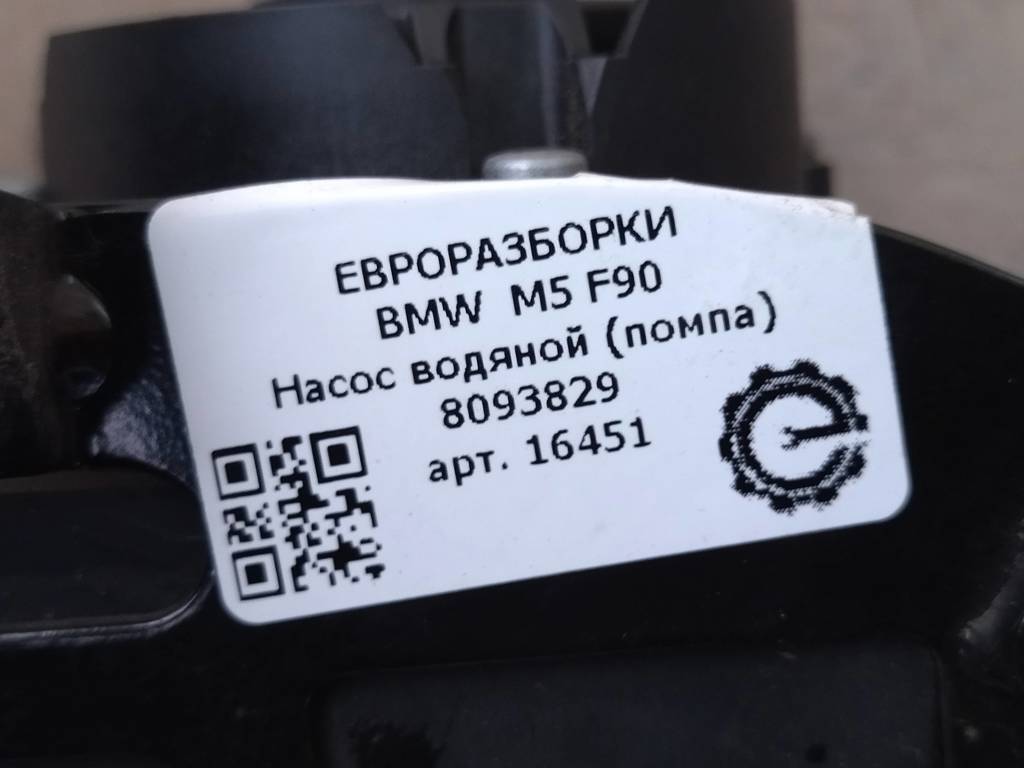 ЕВРОРАЗБОРКИ
BMW M5 F90
Насос водяной (помпа)
8093829
арт. 16451